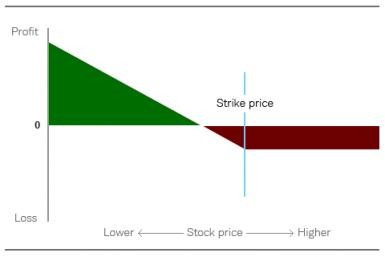 Profit
Strike price
0
Loss
Lower ← Stock price → Higher